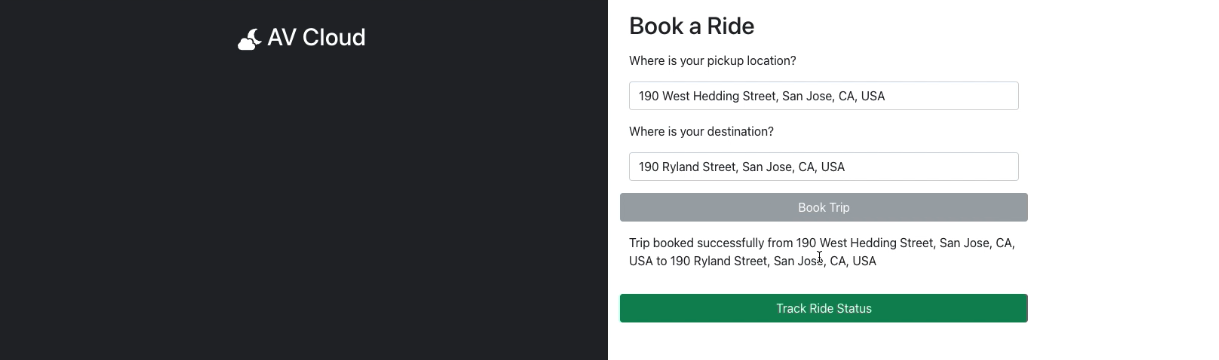 AV Cloud
Book a Ride
Where is your pickup location?
190 West Hedding Street, San Jose, CA, USA
Where is your destination?
190 Ryland Street, San Jose, CA, USA
Book Trip
Trip booked successfully from 190 West Hedding Street, San Jose, CA,
USA to 190 Ryland Street, San Jose, CA, USA
Track Ride Status